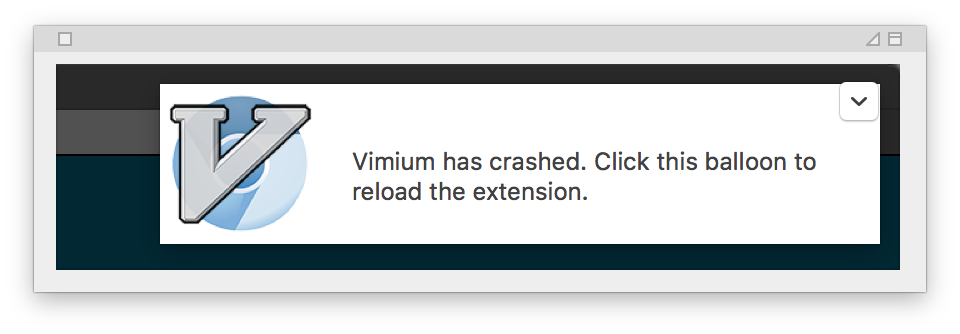 Vimium has crashed. Click this balloon to
reload the extension.